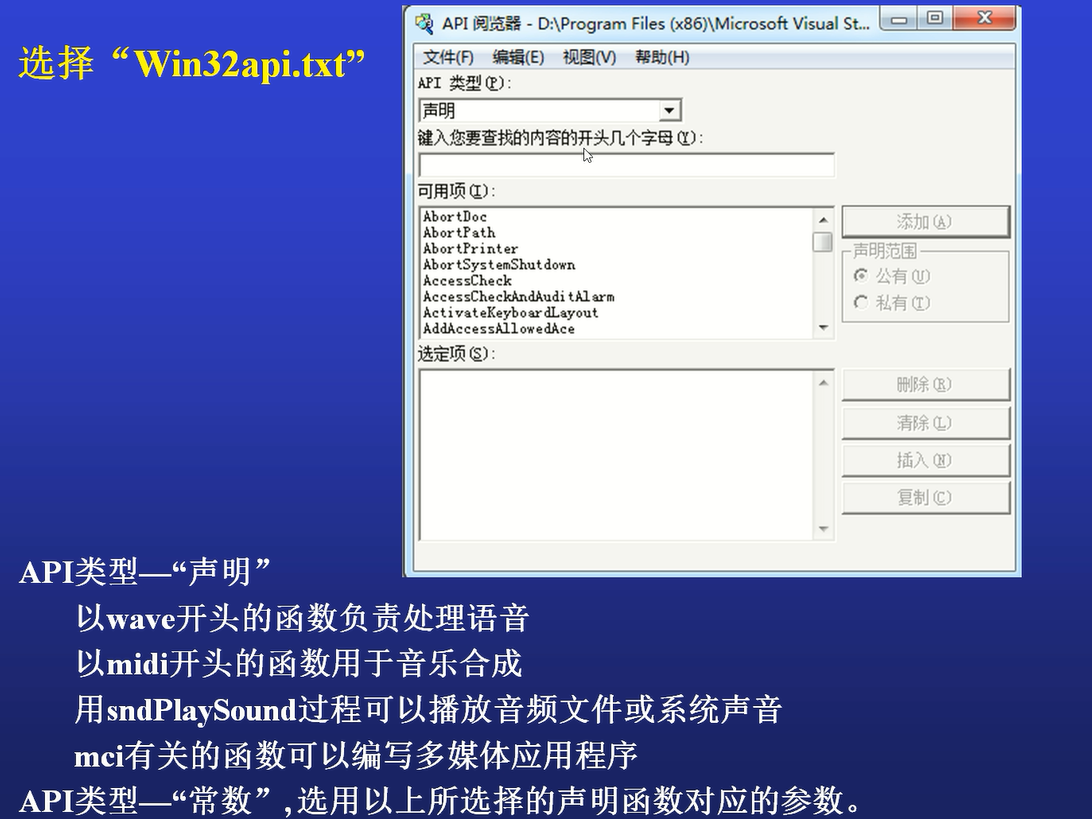 选择“Win32api.txt”
API 阅览器 - D:\Program Files (x86)\Microsoft Visual St...
文件(F) 编辑(E) 视图(V) 帮助(H)
API 类型(P):
声明
键入您要查找的内容的开头几个字母(Y):
可用项(I):
AbortDoc
AbortPath
AbortPrinter
AbortSystemShutdown
AccessCheck
AccessCheckAndAuditAlarm
ActivateKeyboardLayout
AddAccessAllowedAce
添加(A)
声明范围
公有(U)
私有(T)
选定项(S):
删除(R)
清除(L)
插入(N)
复制(C)
API类型—“声明”
以wave开头的函数负责处理语音
以midi开头的函数用于音乐合成
用sndPlaySound过程可以播放音频文件或系统声音
mci有关的函数可以编写多媒体应用程序
API类型—“常数”,选用以上所选择的声明函数对应的参数。